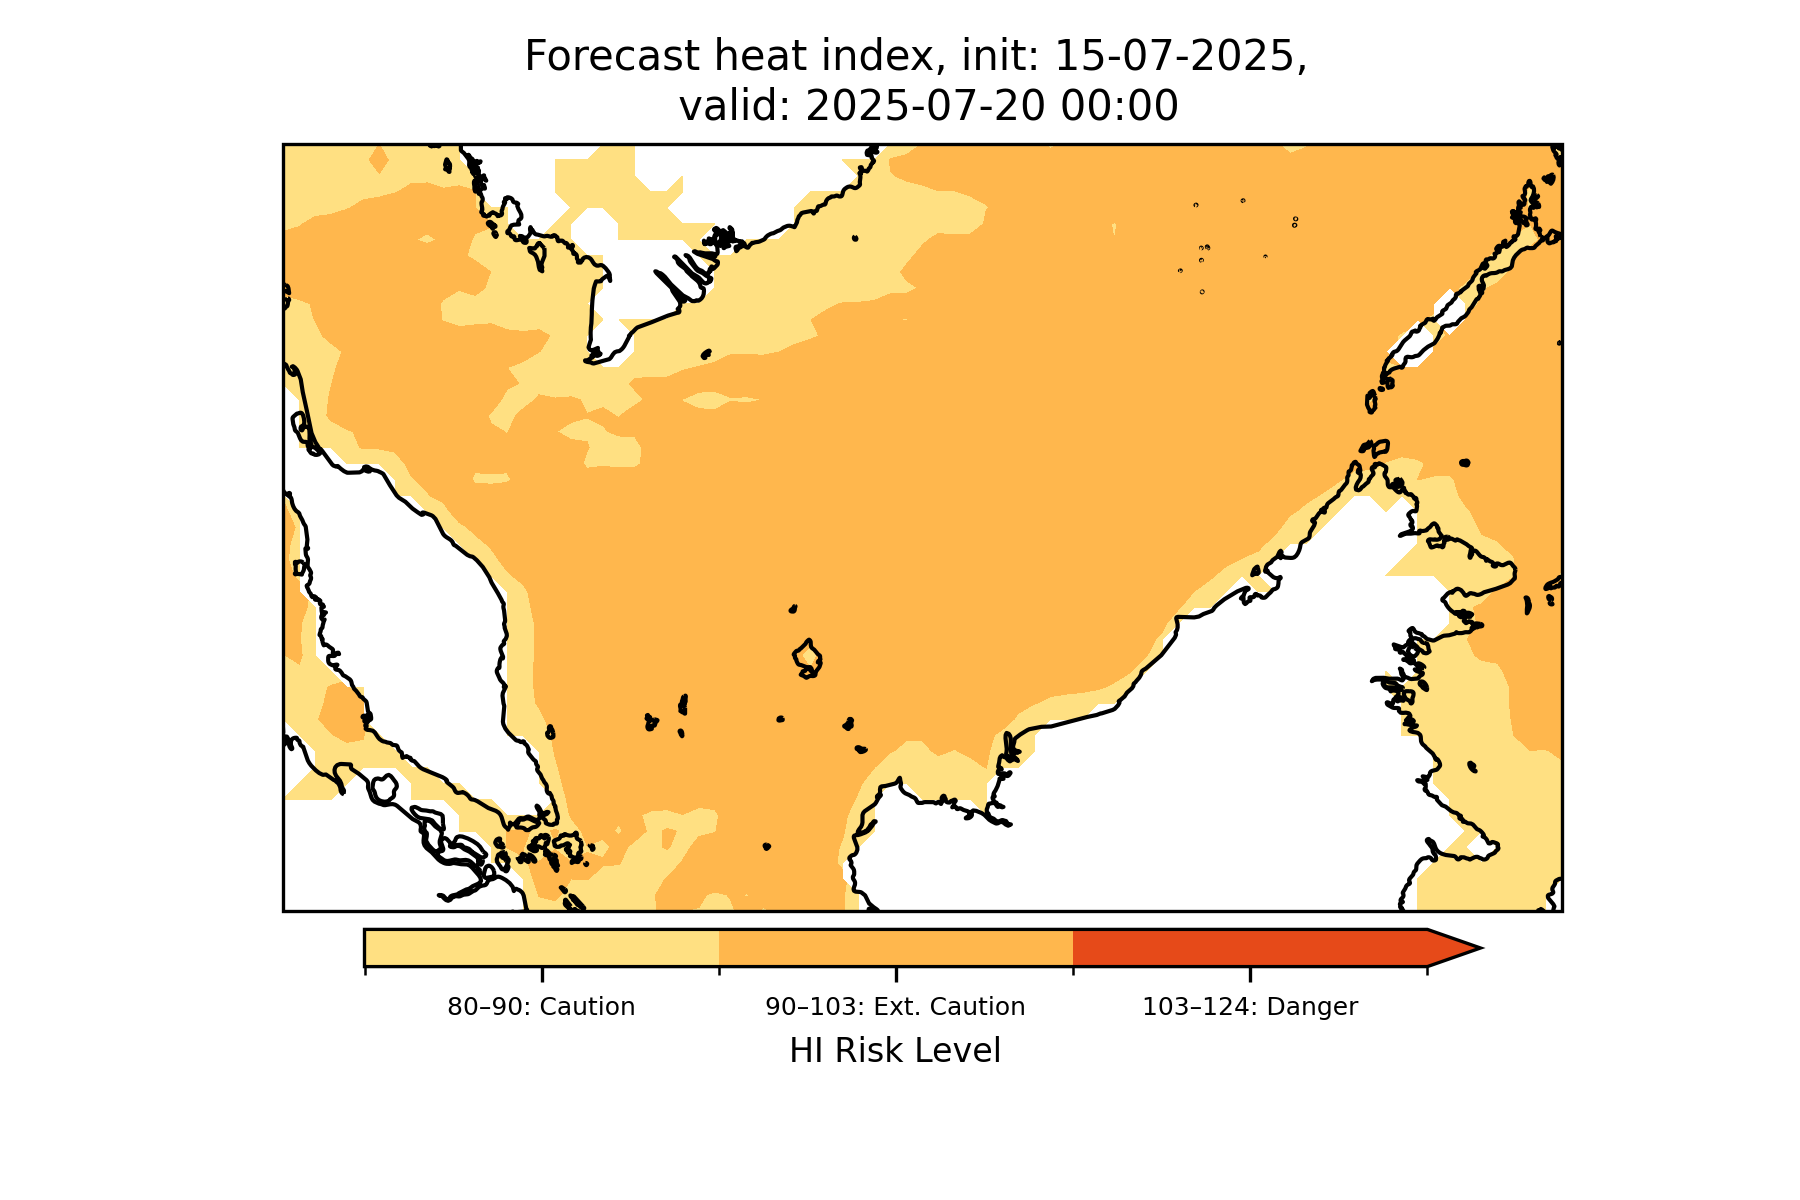 Forecast heat index, init: 15-07-2025,
valid: 2025-07-20 00:00
80–90: Caution
90–103: Ext. Caution
103–124: Danger
HI Risk Level